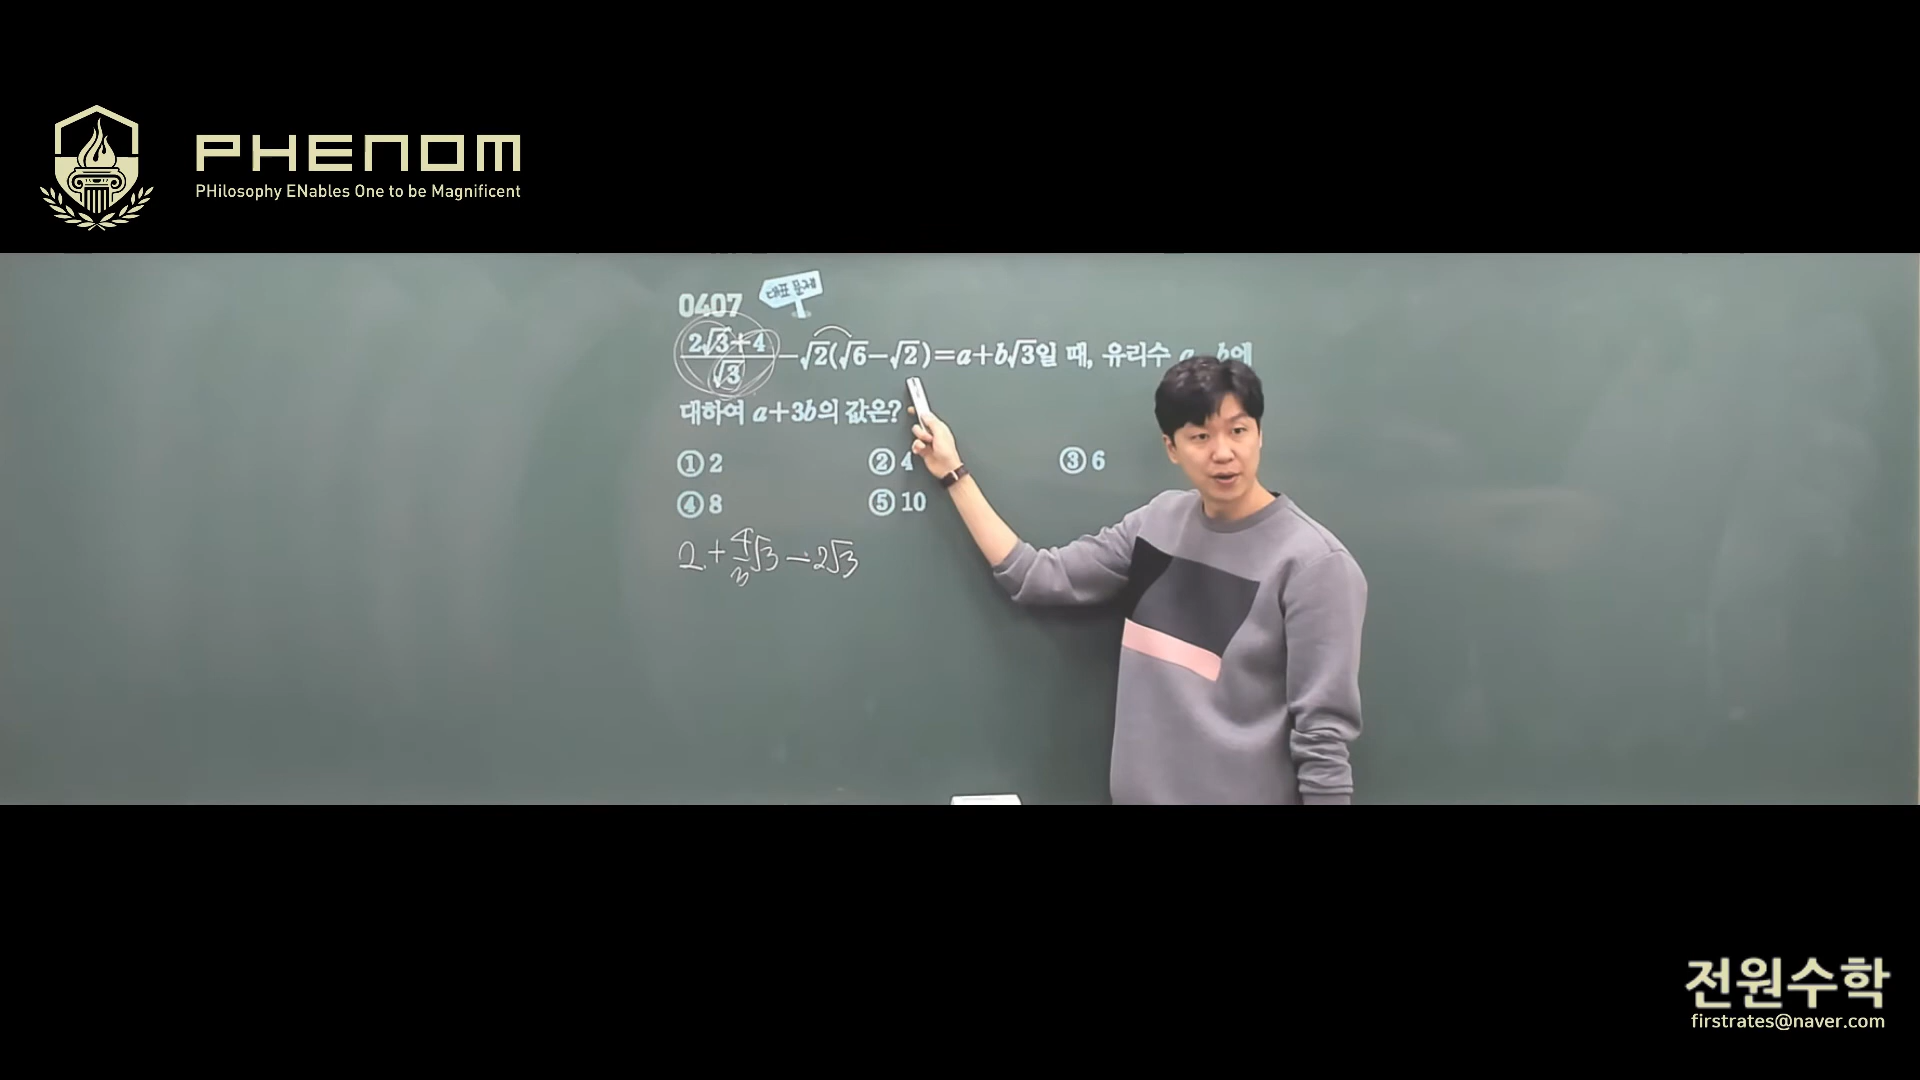 PHENOM
PHilosophy ENables One to be Magnificent
0407 대표 문제
\frac{2√3+4}{√3} −√2(√6−√2)=a+b√3일 때, 유리수 a, b에
대하여 a+3b의 값은?
① 2 ② 4 ③ 6
④ 8 ⑤ 10
2 + \frac{4}{3}√3 − 2√3
전원수학
firstrates@naver.com